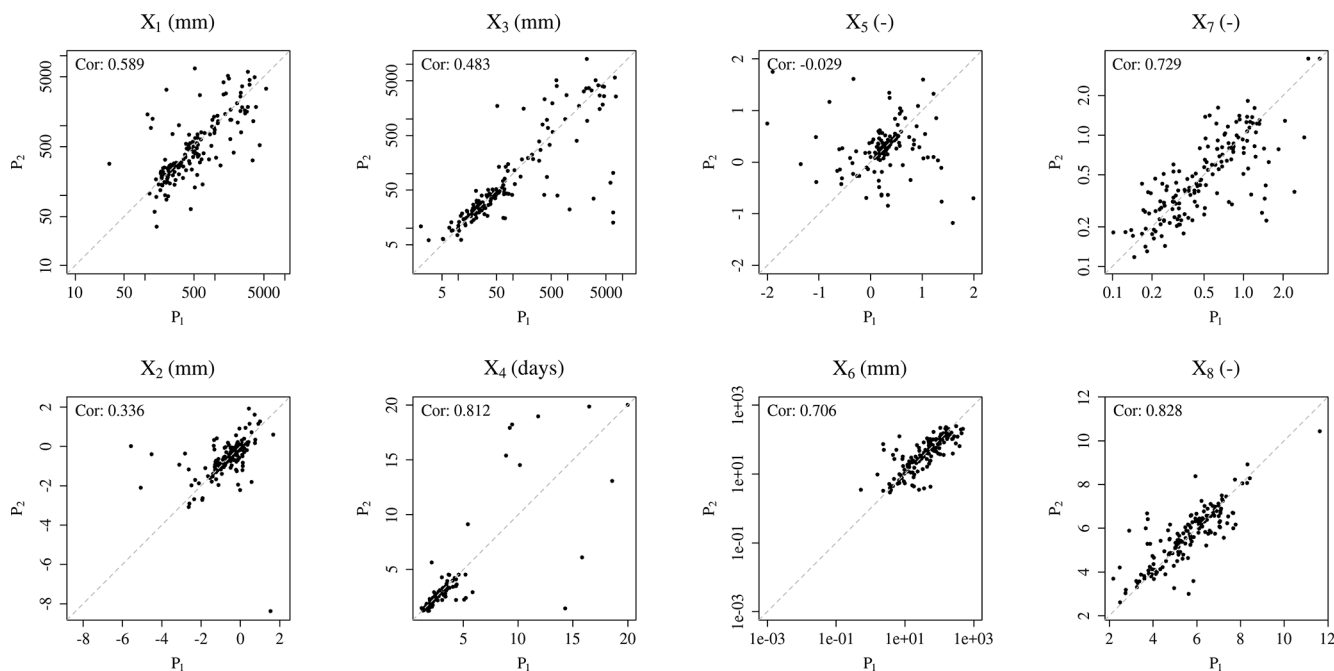 X1 (mm)
Cor: 0.589
5000
500
50
10
P2
10 50 500 5000
P1
X3 (mm)
Cor: 0.483
5000
500
50
5
P2
5 50 500 5000
P1
X5 (-)
Cor: -0.029
2
1
0
-1
-2
P2
-2 -1 0 1 2
P1
X7 (-)
Cor: 0.729
2.0
1.0
0.5
0.2
0.1
P2
0.1 0.2 0.5 1.0 2.0
P1
X2 (mm)
Cor: 0.336
2
0
-2
-4
-6
-8
P2
-8 -6 -4 -2 0 2
P1
X4 (days)
Cor: 0.812
20
15
10
5
P2
5 10 15 20
P1
X6 (mm)
Cor: 0.706
1e+03
1e+01
1e-01
1e-03
P2
1e-03 1e-01 1e+01 1e+03
P1
X8 (-)
Cor: 0.828
12
10
8
6
4
2
P2
2 4 6 8 10 12
P1